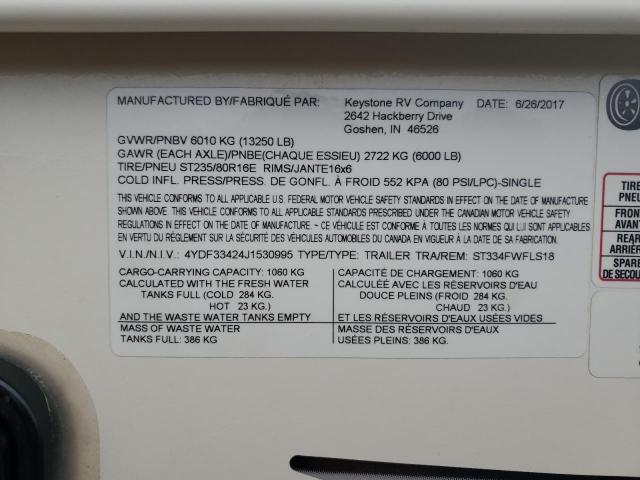 MANUFACTURED BY/FABRIQUÉ PAR: Keystone RV Company DATE: 6/26/2017
2642 Hackberry Drive
Goshen, IN 46526
GVWR/PNBV 6010 KG (13250 LB)
GAWR (EACH AXLE)/PNBE(CHAQUE ESSIEU) 2722 KG (6000 LB)
TIRE/PNEU ST235/80R16E RIMS/JANTE16x6
COLD INFL. PRESS/PRESS. DE GONFL. À FROID 552 KPA (80 PSI/LPC)-SINGLE
THIS VEHICLE CONFORMS TO ALL APPLICABLE U.S. FEDERAL MOTOR VEHICLE SAFETY STANDARDS IN EFFECT ON THE DATE OF MANUFACTURE
SHOWN ABOVE. THIS VEHICLE CONFORMS TO ALL APPLICABLE STANDARDS PRESCRIBED UNDER THE CANADIAN MOTOR VEHICLE SAFETY
REGULATIONS IN EFFECT ON THE DATE OF MANUFACTURE - CE VÉHICULE EST CONFORME À TOUTES LES NORMES QUI LUI SONT APPLICABLES
EN VERTU DU RÈGLEMENT SUR LA SÉCURITÉ DES VÉHICULES AUTOMOBILES DU CANADA EN VIGUEUR À LA DATE DE SA FABRICATION.
V.I.N./N.I.V.: 4YDF33424J1530995 TYPE/TYPE: TRAILER TRA/REM: ST334FWFLS18
CARGO-CARRYING CAPACITY: 1060 KG
CALCULATED WITH THE FRESH WATER
TANKS FULL (COLD 284 KG.
HOT 23 KG.)
AND THE WASTE WATER TANKS EMPTY
MASS OF WASTE WATER
TANKS FULL: 386 KG
CAPACITÉ DE CHARGEMENT: 1060 KG
CALCULÉE AVEC LES RÉSERVOIRS D'EAU
DOUCE PLEINS (FROID 284 KG
CHAUD 23 KG.)
ET LES RÉSERVOIRS D'EAUX USÉES VIDES
MASSE DES RÉSERVOIRS D'EAUX
USÉES PLEINS: 386 KG
TIRE
PNEU
FRON
AVANT
REAR
ARRIÈR
SPARE
DE SECOU